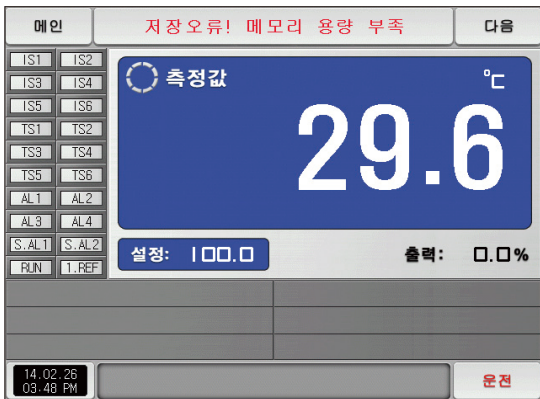 메인 저장오류! 메모리 용량 부족 다음
IS1 IS2
IS3 IS4
IS5 IS6
TS1 TS2
TS3 TS4
TS5 TS6
AL1 AL2
AL3 AL4
S.AL1 S.AL2
RUN 1.REF
측정값 ℃
29.6
설정: 100.0 출력: 0.0%
14.02.26
03:48 PM
운전